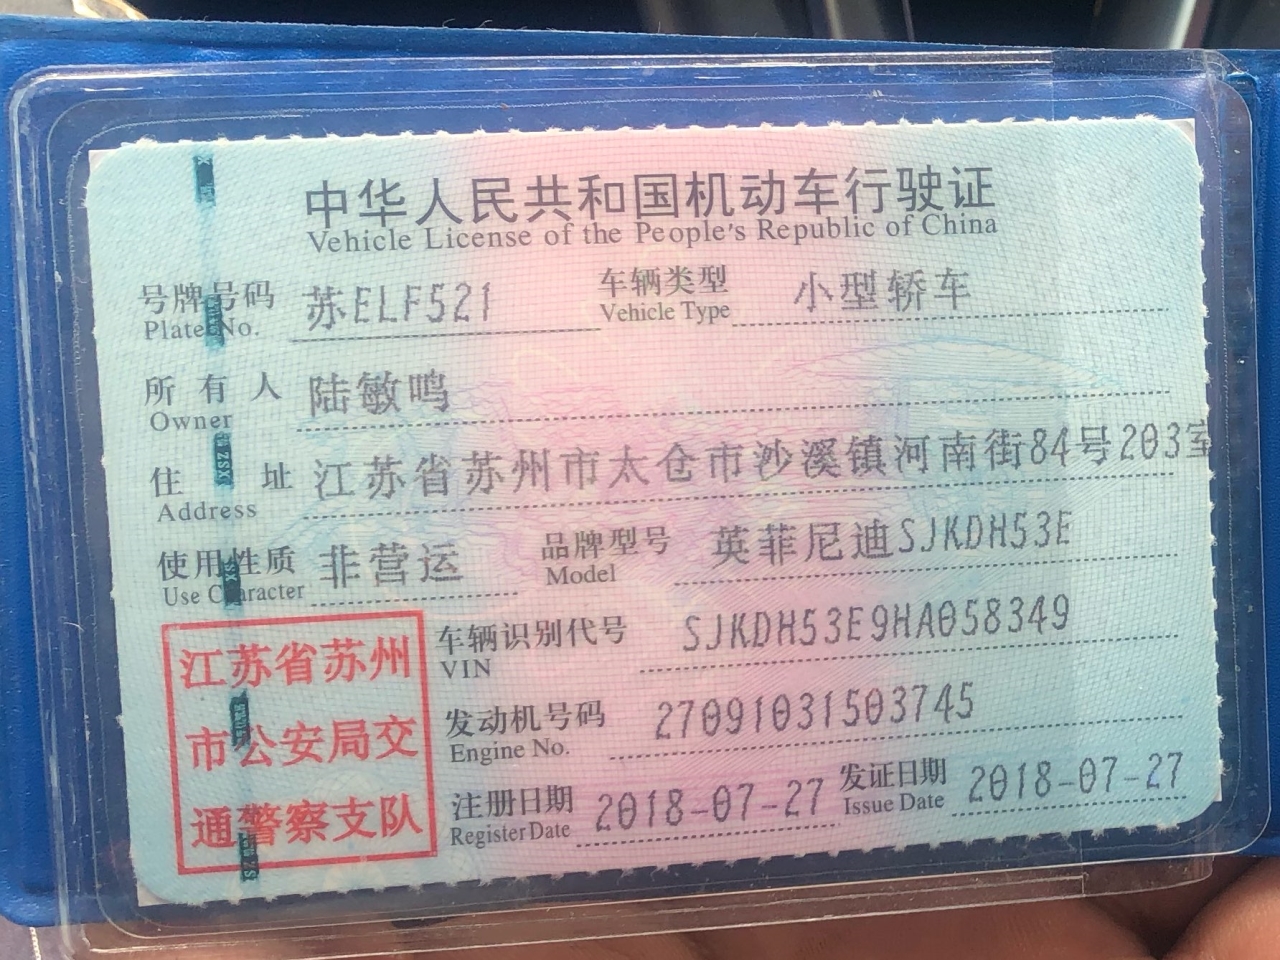 中华人民共和国机动车行驶证
Vehicle License of the People's Republic of China
号牌号码 苏ELF521 车辆类型 小型轿车
Plate No. Vehicle Type
所有人 陆敏鸣
Owner
住址 江苏省苏州市太仓市沙溪镇河南街84号203室
Address
使用性质 非营运 品牌型号 英菲尼迪SJKDH53E
Use Character Model
车辆识别代号 SJKDH53E9HA058349
VIN
发动机号码 27091031503745
Engine No.
注册日期 2018-07-27 发证日期 2018-07-27
Register Date Issue Date
江苏省苏州
市公安局交
通警察支队